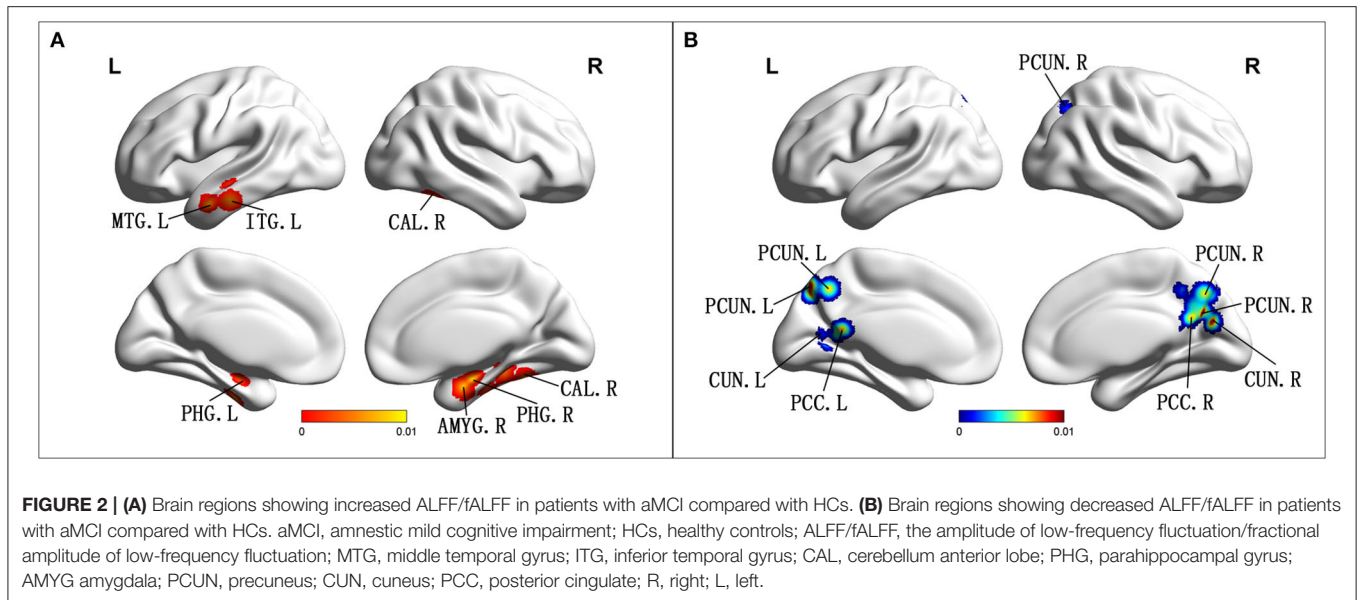 A
B
L
R
MTG.L
ITG.L
CAL.R
PHG.L
AMYG.R
PHG.R
CAL.R
0
0.01
L
R
PCUN.R
PCUN.L
PCUN.L
CUN.L
PCC.L
PCUN.R
PCUN.R
CUN.R
PCC.R
0
0.01
FIGURE 2 | (A) Brain regions showing increased ALFF/fALFF in patients with aMCI compared with HCs. (B) Brain regions showing decreased ALFF/fALFF in patients
with aMCI compared with HCs. aMCI, amnestic mild cognitive impairment; HCs, healthy controls; ALFF/fALFF, the amplitude of low-frequency fluctuation/fractional
amplitude of low-frequency fluctuation; MTG, middle temporal gyrus; ITG, inferior temporal gyrus; CAL, cerebellum anterior lobe; PHG, parahippocampal gyrus;
AMYG amygdala; PCUN, precuneus; CUN, cuneus; PCC, posterior cingulate; R, right; L, left.